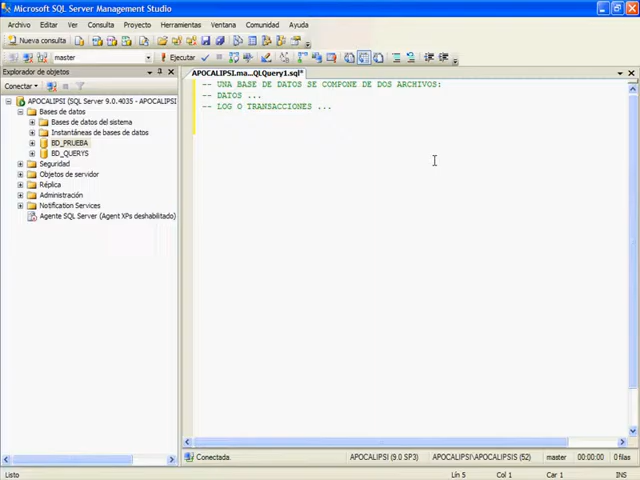 Microsoft SQL Server Management Studio
Archivo Editar Ver Consulta Proyecto Herramientas Ventana Comunidad Ayuda
Nueva consulta
master Ejecutar
Explorador de objetos
APOCALIPSI.ma...QLQuery1.sql*
Conectar
-- UNA BASE DE DATOS SE COMPONE DE DOS ARCHIVOS:
-- DATOS ...
-- LOG O TRANSACCIONES ...
APOCALIPSI (SQL Server 9.0.4035 - APOCALIPSI
Bases de datos
Bases de datos del sistema
Instantáneas de bases de datos
BD_PRUEBA
BD_QUERYS
Seguridad
Objetos de servidor
Réplica
Administración
Notification Services
Agente SQL Server (Agent XPs deshabilitado)
Conectada.
APOCALIPSI (9.0 SP3)
APOCALIPSI\APOCALIPSIS (52)
master
00:00:00
0 filas
Listo
Lín 5
Col 1
Car 1
INS